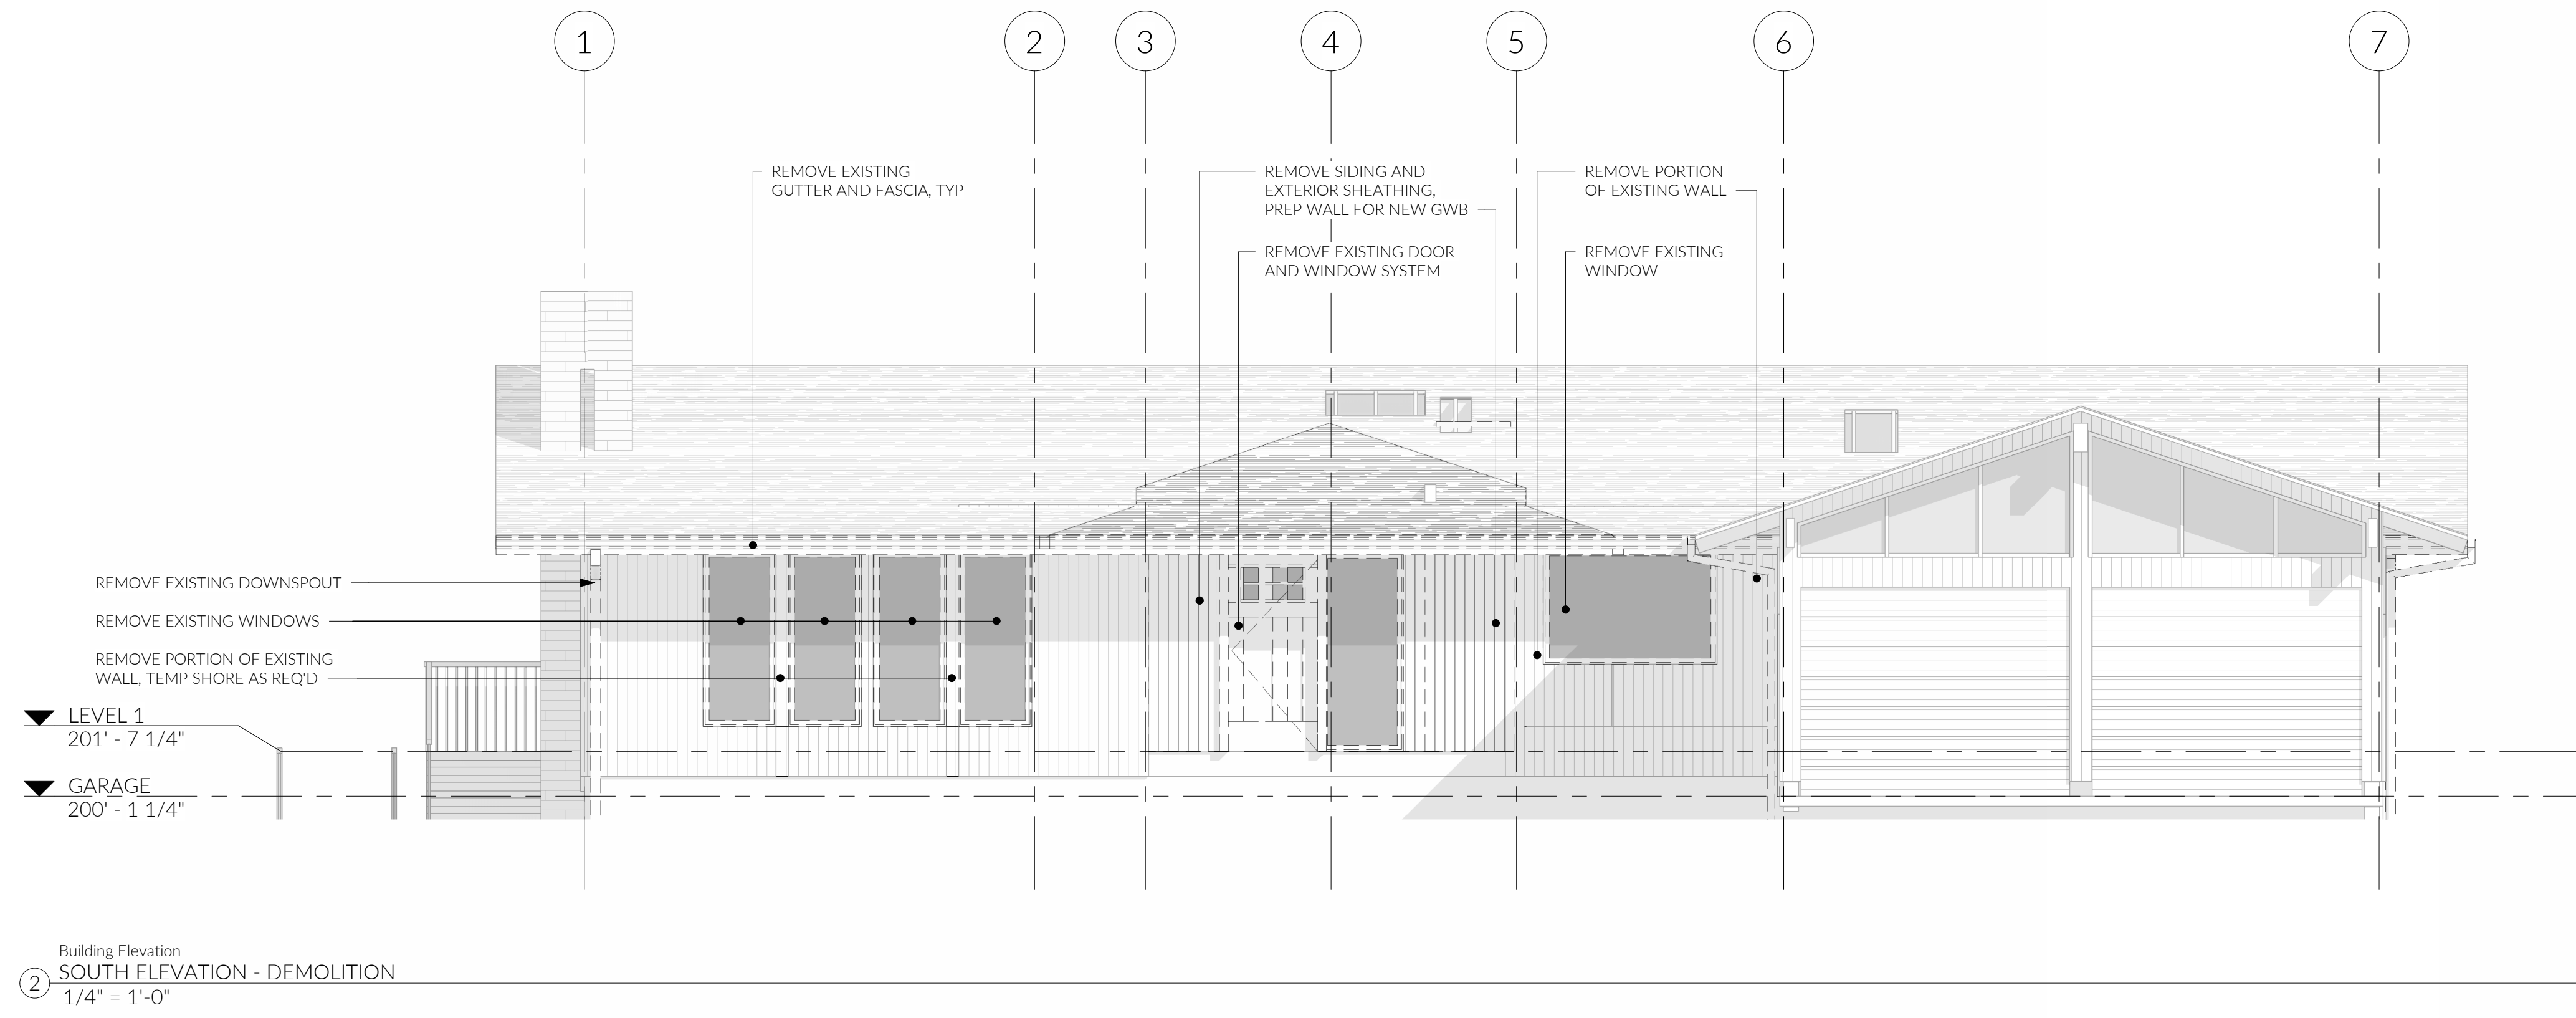 1
2
3
4
5
6
7
REMOVE EXISTING
GUTTER AND FASCIA, TYP
REMOVE SIDING AND
EXTERIOR SHEATHING,
PREP WALL FOR NEW GWB
REMOVE EXISTING DOOR
AND WINDOW SYSTEM
REMOVE PORTION
OF EXISTING WALL
REMOVE EXISTING
WINDOW
REMOVE EXISTING DOWNSPOUT
REMOVE EXISTING WINDOWS
REMOVE PORTION OF EXISTING
WALL, TEMP SHORE AS REQ'D
LEVEL 1
201' - 7 1/4"
GARAGE
200' - 1 1/4"
Building Elevation
2
SOUTH ELEVATION - DEMOLITION
1/4" = 1'-0"